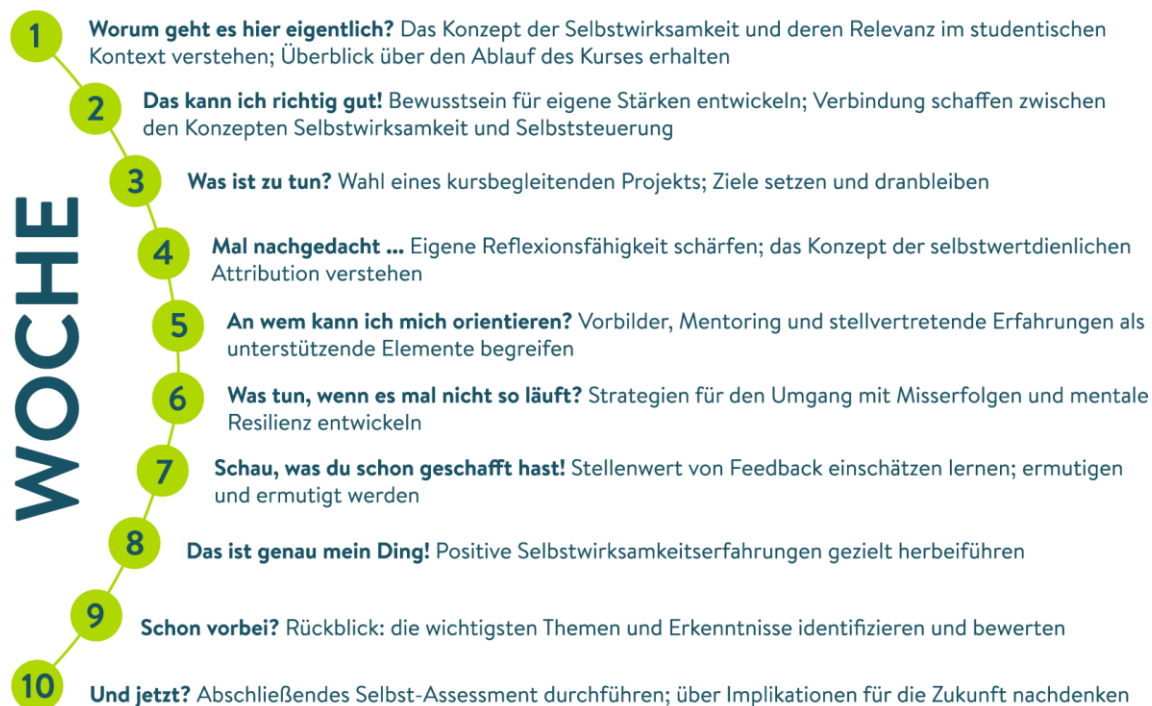 WOCHE
1
Worum geht es hier eigentlich? Das Konzept der Selbstwirksamkeit und deren Relevanz im studentischen
Kontext verstehen; Überblick über den Ablauf des Kurses erhalten
2
Das kann ich richtig gut! Bewusstsein für eigene Stärken entwickeln; Verbindung schaffen zwischen
den Konzepten Selbstwirksamkeit und Selbststeuerung
3
Was ist zu tun? Wahl eines kursbegleitenden Projekts; Ziele setzen und dranbleiben
4
Mal nachgedacht ... Eigene Reflexionsfähigkeit schärfen; das Konzept der selbstwertdienlichen
Attribution verstehen
5
An wem kann ich mich orientieren? Vorbilder, Mentoring und stellvertretende Erfahrungen als
unterstützende Elemente begreifen
6
Was tun, wenn es mal nicht so läuft? Strategien für den Umgang mit Misserfolgen und mentale
Resilienz entwickeln
7
Schau, was du schon geschafft hast! Stellenwert von Feedback einschätzen lernen; ermutigen
und ermutigt werden
8
Das ist genau mein Ding! Positive Selbstwirksamkeitserfahrungen gezielt herbeiführen
9
Schon vorbei? Rückblick: die wichtigsten Themen und Erkenntnisse identifizieren und bewerten
10
Und jetzt? Abschließendes Selbst-Assessment durchführen; über Implikationen für die Zukunft nachdenken